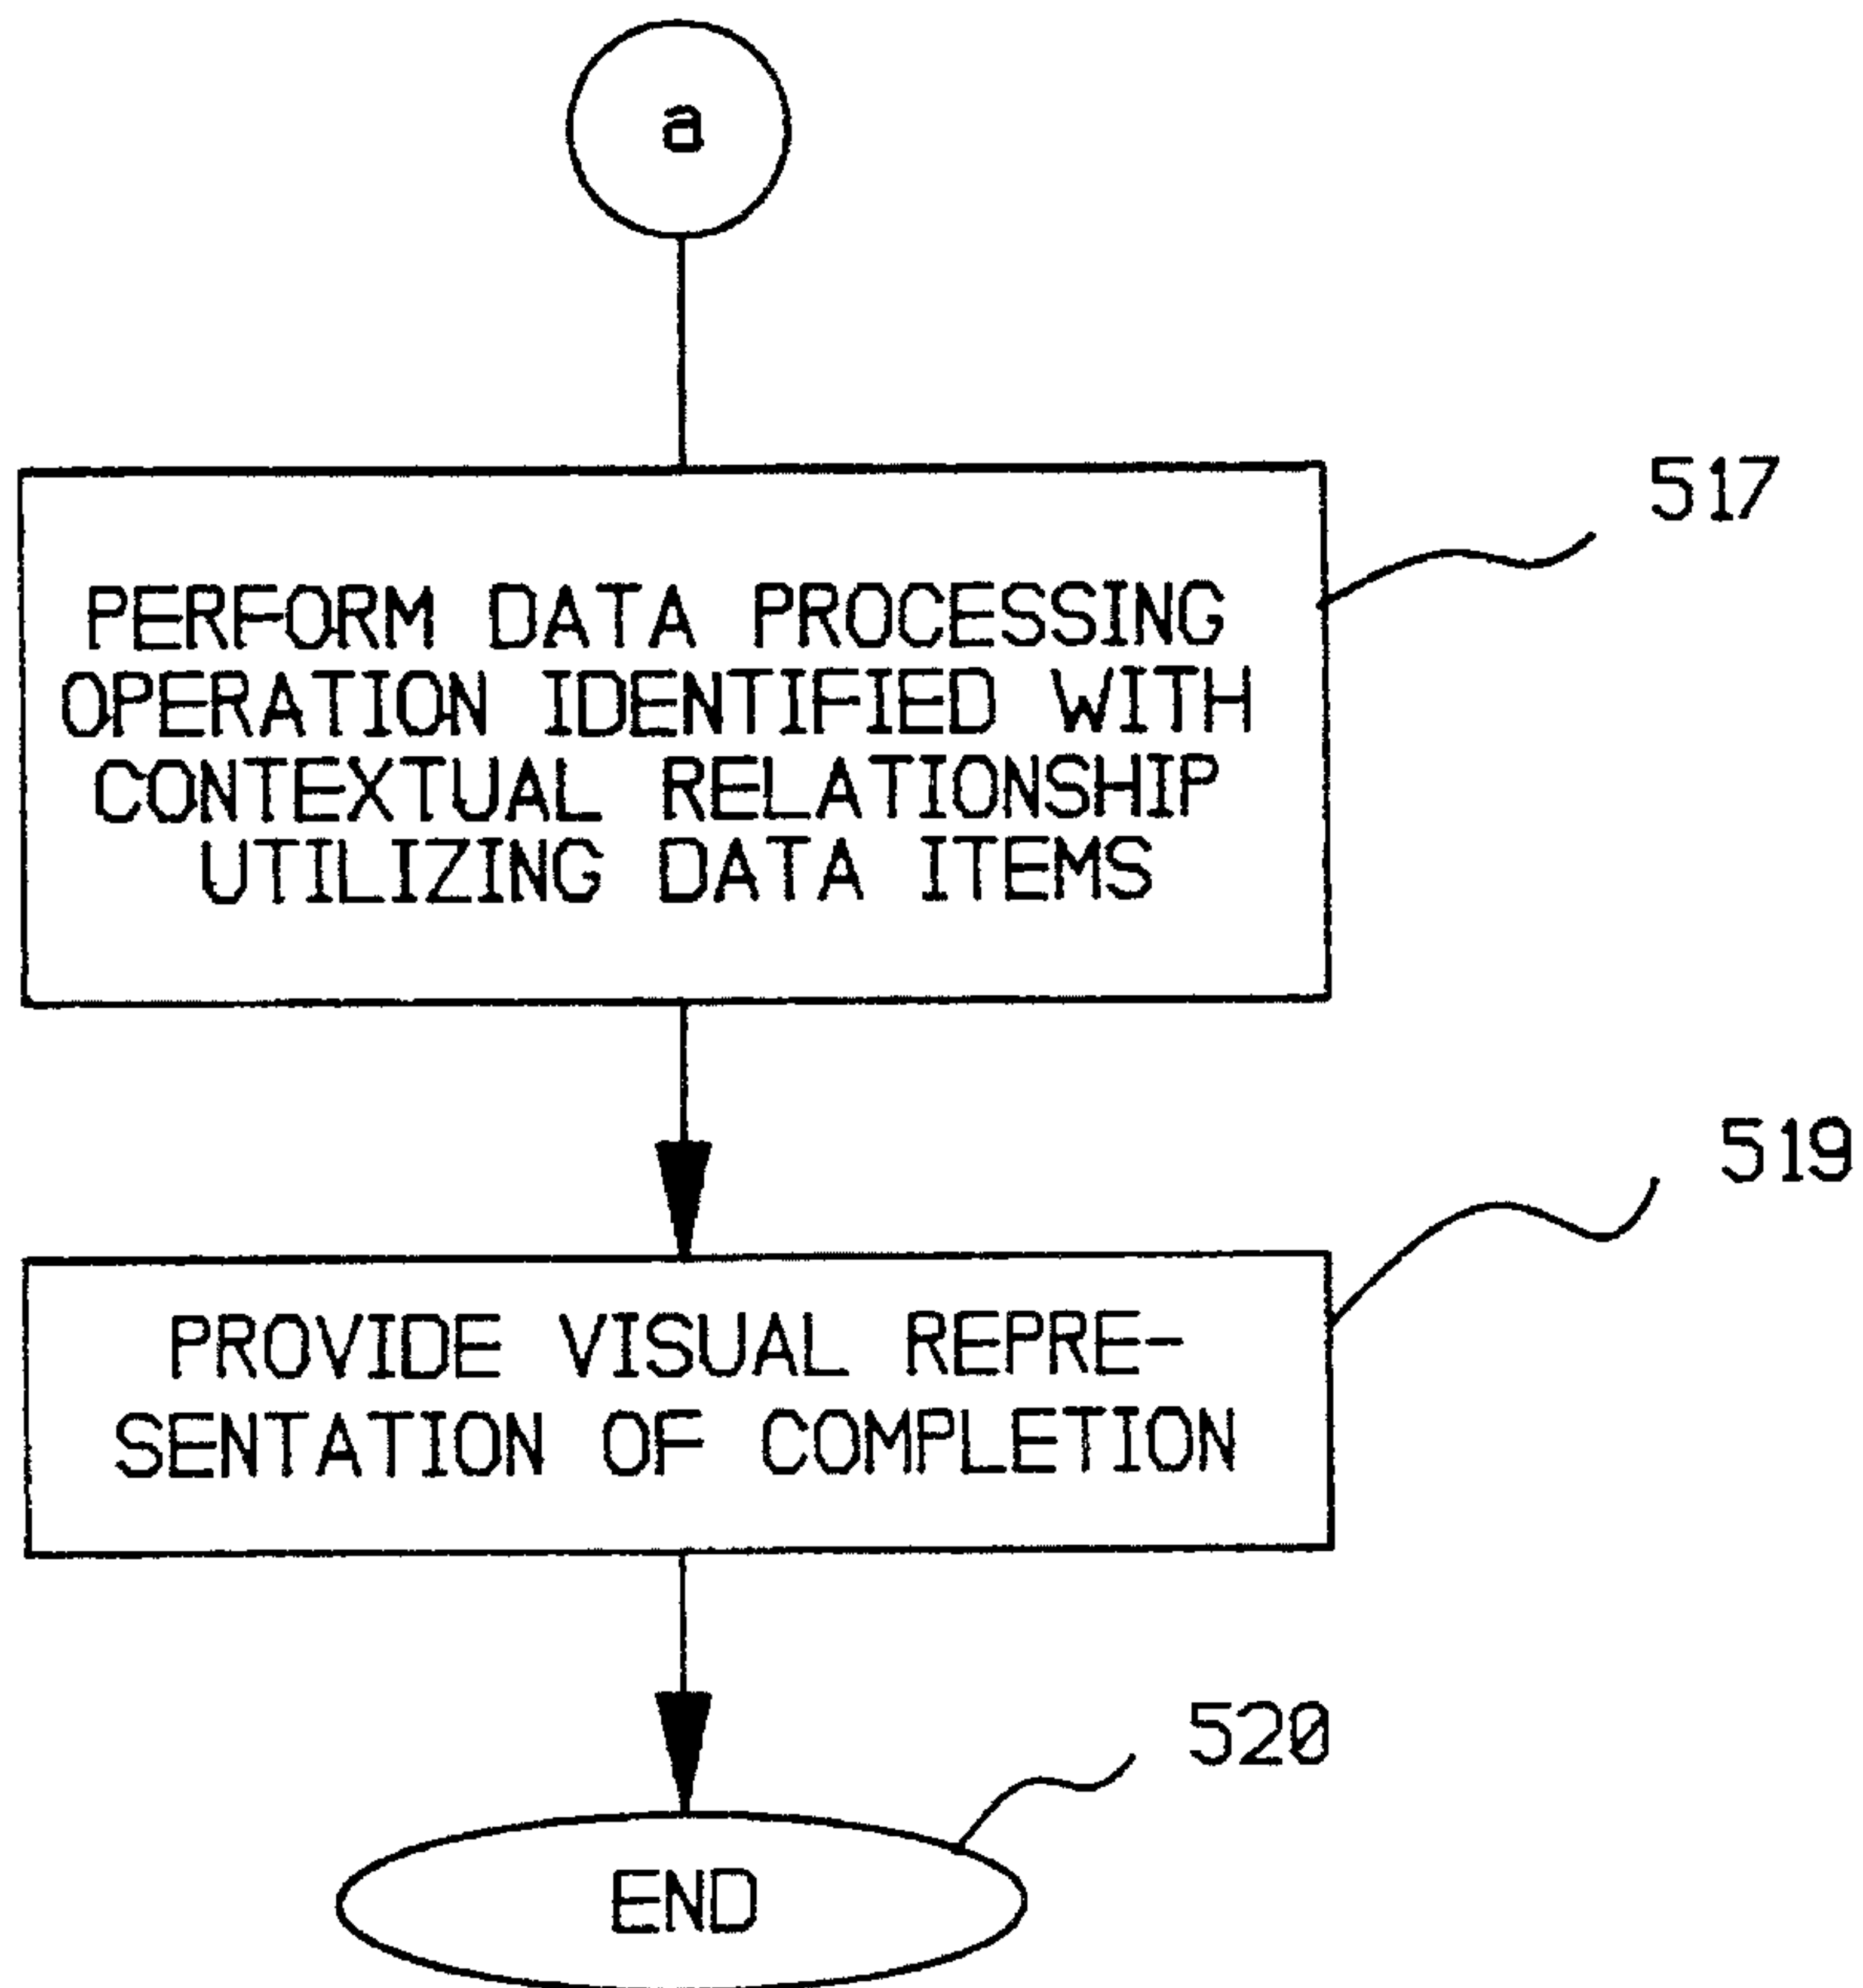 a
517
PERFORM DATA PROCESSING
OPERATION IDENTIFIED WITH
CONTEXTUAL RELATIONSHIP
UTILIZING DATA ITEMS
519
PROVIDE VISUAL REPRE-
SENTATION OF COMPLETION
520
END